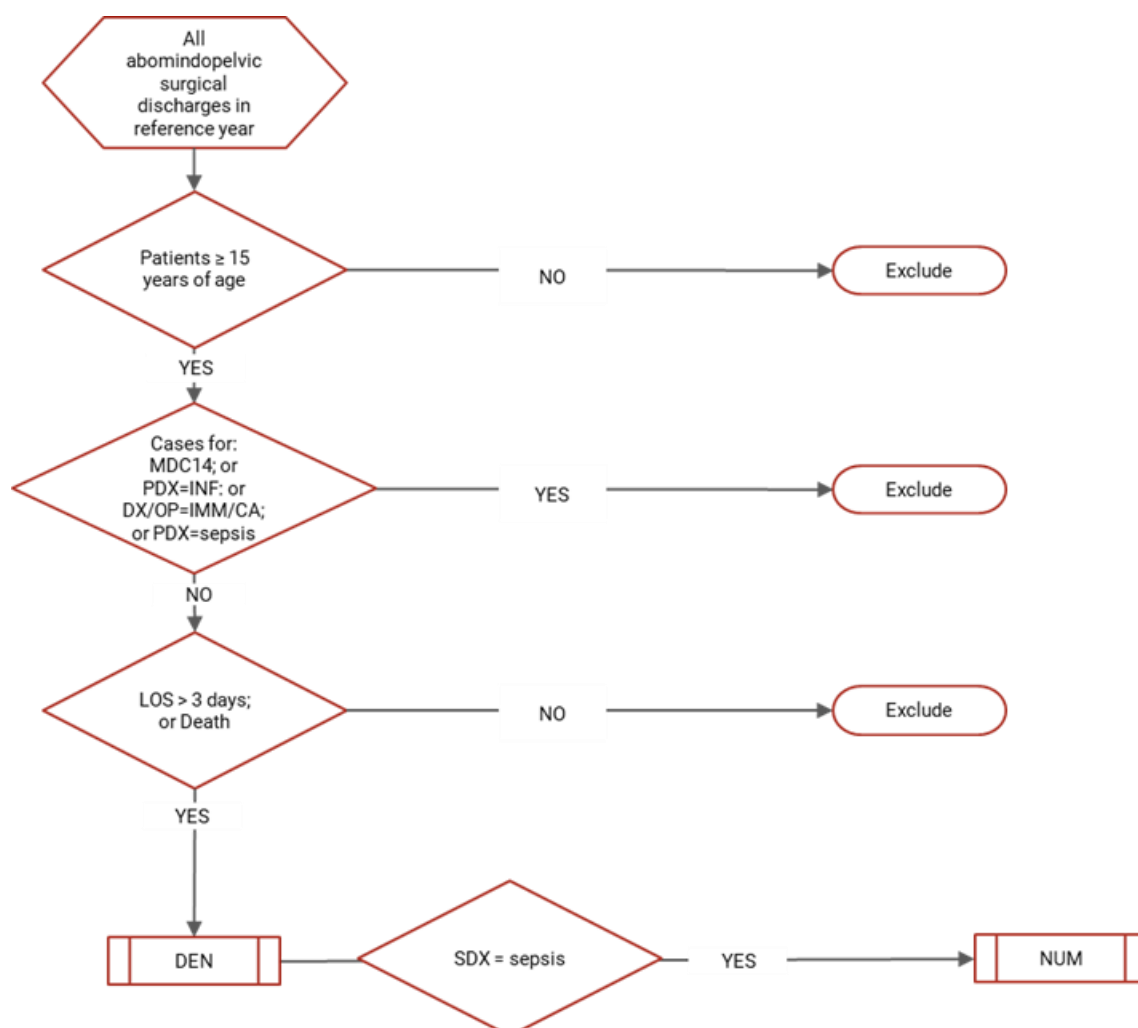 All
abomindopelvic
surgical
discharges in
reference year
Patients ≥ 15
years of age
NO
Exclude
YES
Cases for:
MDC14; or
PDX=INF: or
DX/OP=IMM/CA;
or PDX=sepsis
YES
Exclude
NO
LOS > 3 days;
or Death
NO
Exclude
YES
DEN
SDX = sepsis
YES
NUM